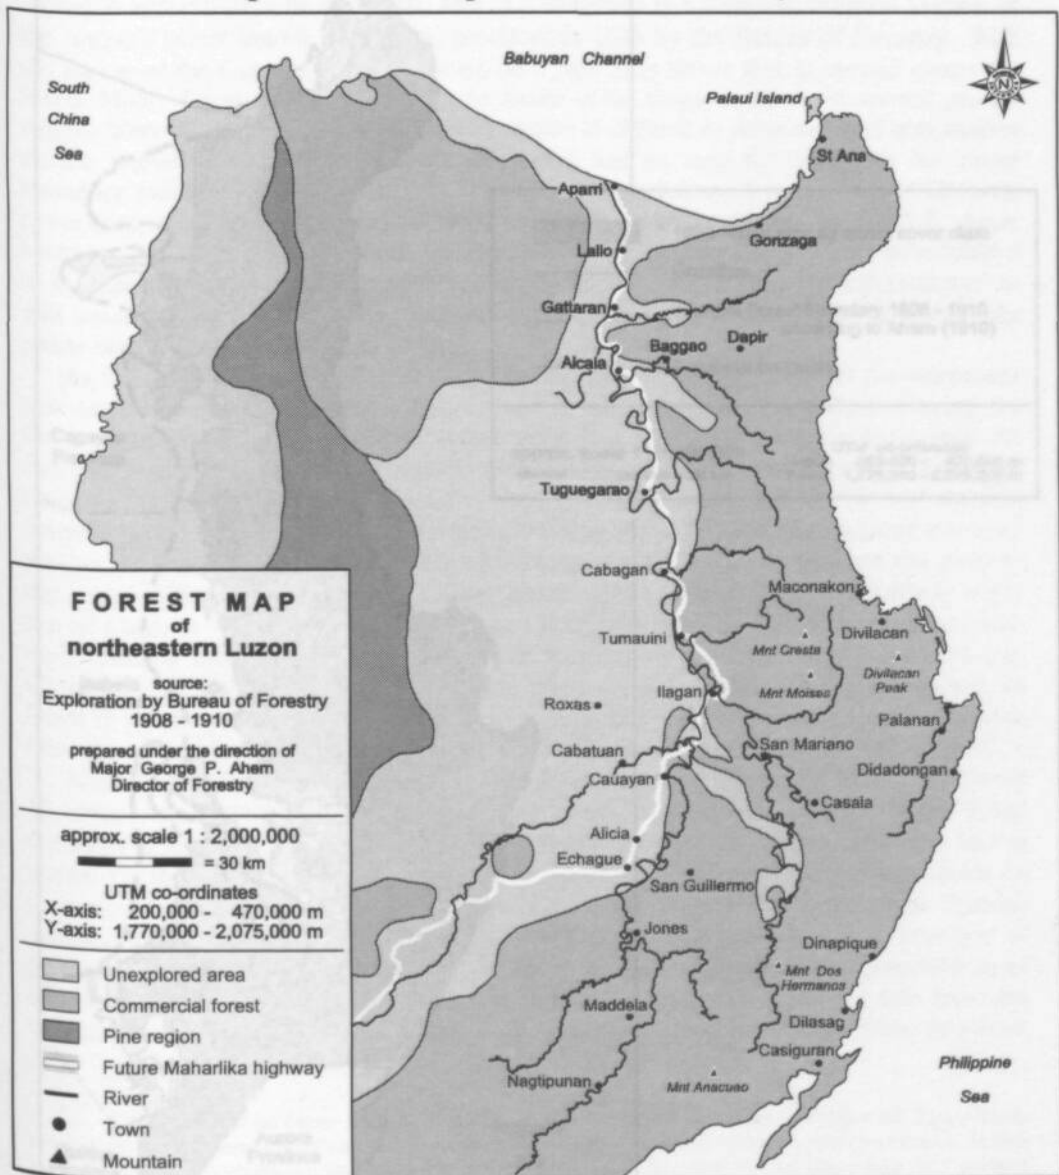 Babuyan Channel
South
China
Sea
Palaui Island
N
St Ana
Aparri
Gonzaga
Lallo
Gattaran
Dapir
Baggao
Alcala
Tuguegarao
Cabagan
Maconakon
Tumauini
Divilacan
Mnt Cresta
Divilacan
Peak
Ilagan
Mnt Moises
Roxas
Palanan
San Mariano
Cabatuan
Didadongan
Cauayan
Casala
Alicia
Echague
San Guillermo
Jones
Dinapique
Mnt Dos
Hermanos
Maddela
Dilasag
Casiguran
Philippine
Sea
Nagtipunan
Mnt Anacuao
FOREST MAP
of
northeastern Luzon
source:
Exploration by Bureau of Forestry
1908 - 1910
prepared under the direction of
Major George P. Ahern
Director of Forestry
approx. scale 1 : 2,000,000
= 30 km
UTM co-ordinates
X-axis: 200,000 - 470,000 m
Y-axis: 1,770,000 - 2,075,000 m
Unexplored area
Commercial forest
Pine region
Future Maharlika highway
River
Town
Mountain